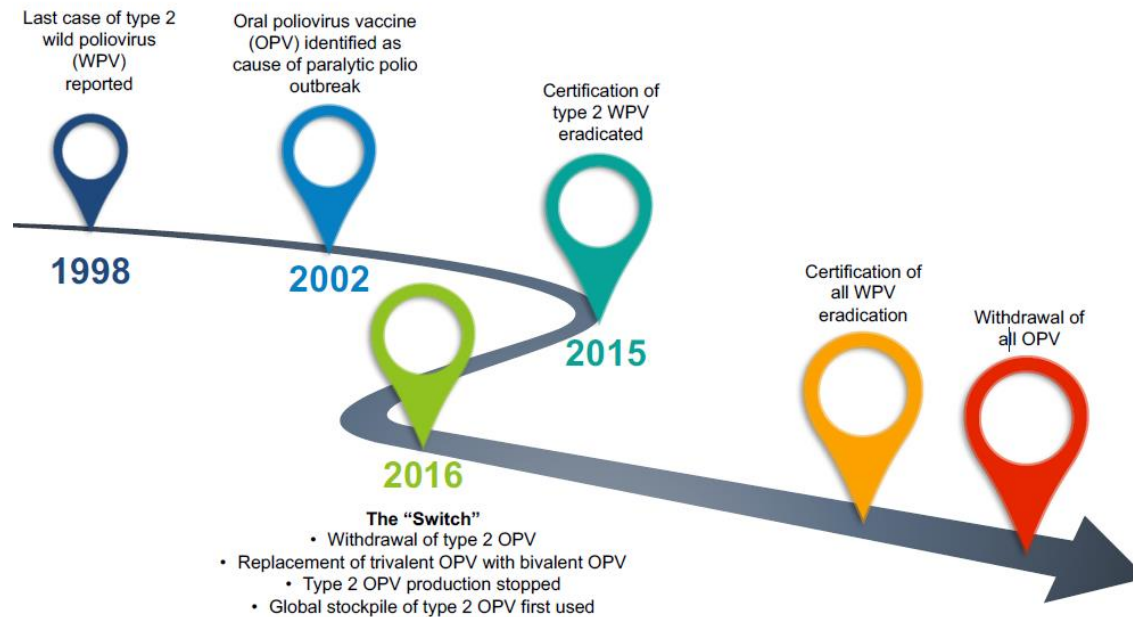 Last case of type 2
wild poliovirus
(WPV)
reported
1998
Oral poliovirus vaccine
(OPV) identified as
cause of paralytic polio
outbreak
2002
Certification of
type 2 WPV
eradicated
2015
2016
The “Switch”
• Withdrawal of type 2 OPV
• Replacement of trivalent OPV with bivalent OPV
• Type 2 OPV production stopped
• Global stockpile of type 2 OPV first used
Certification of
all WPV
eradication
Withdrawal of
all OPV